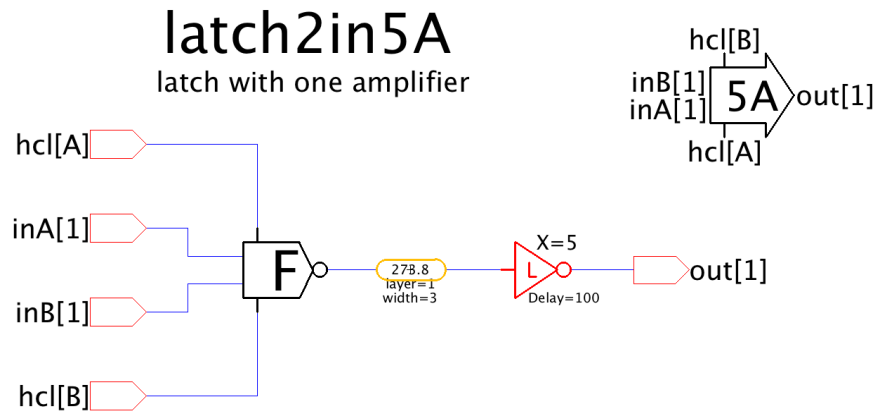 latch2in5A
latch with one amplifier
hcl[B]
inB[1]
5A
out[1]
inA[1]
hcl[A]
hcl[A]
inA[1]
F
X=5
L
out[1]
layer=1
width=3
Delay=100
inB[1]
hcl[B]